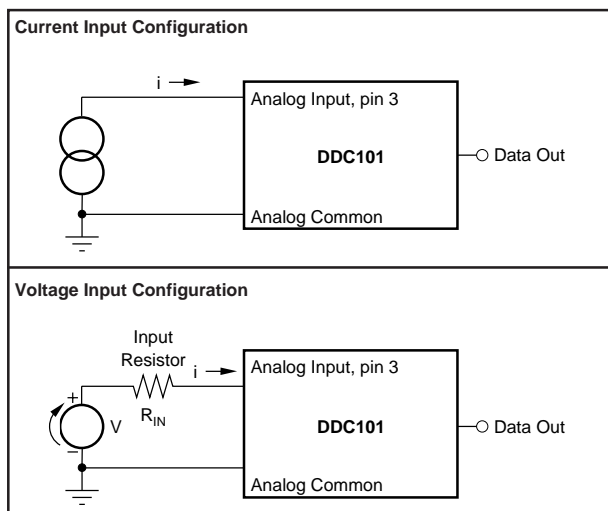 Current Input Configuration
i
Analog Input, pin 3
DDC101
Data Out
Analog Common
Voltage Input Configuration
Input
Resistor
i
Analog Input, pin 3
+
V
R_IN
DDC101
Data Out
–
Analog Common